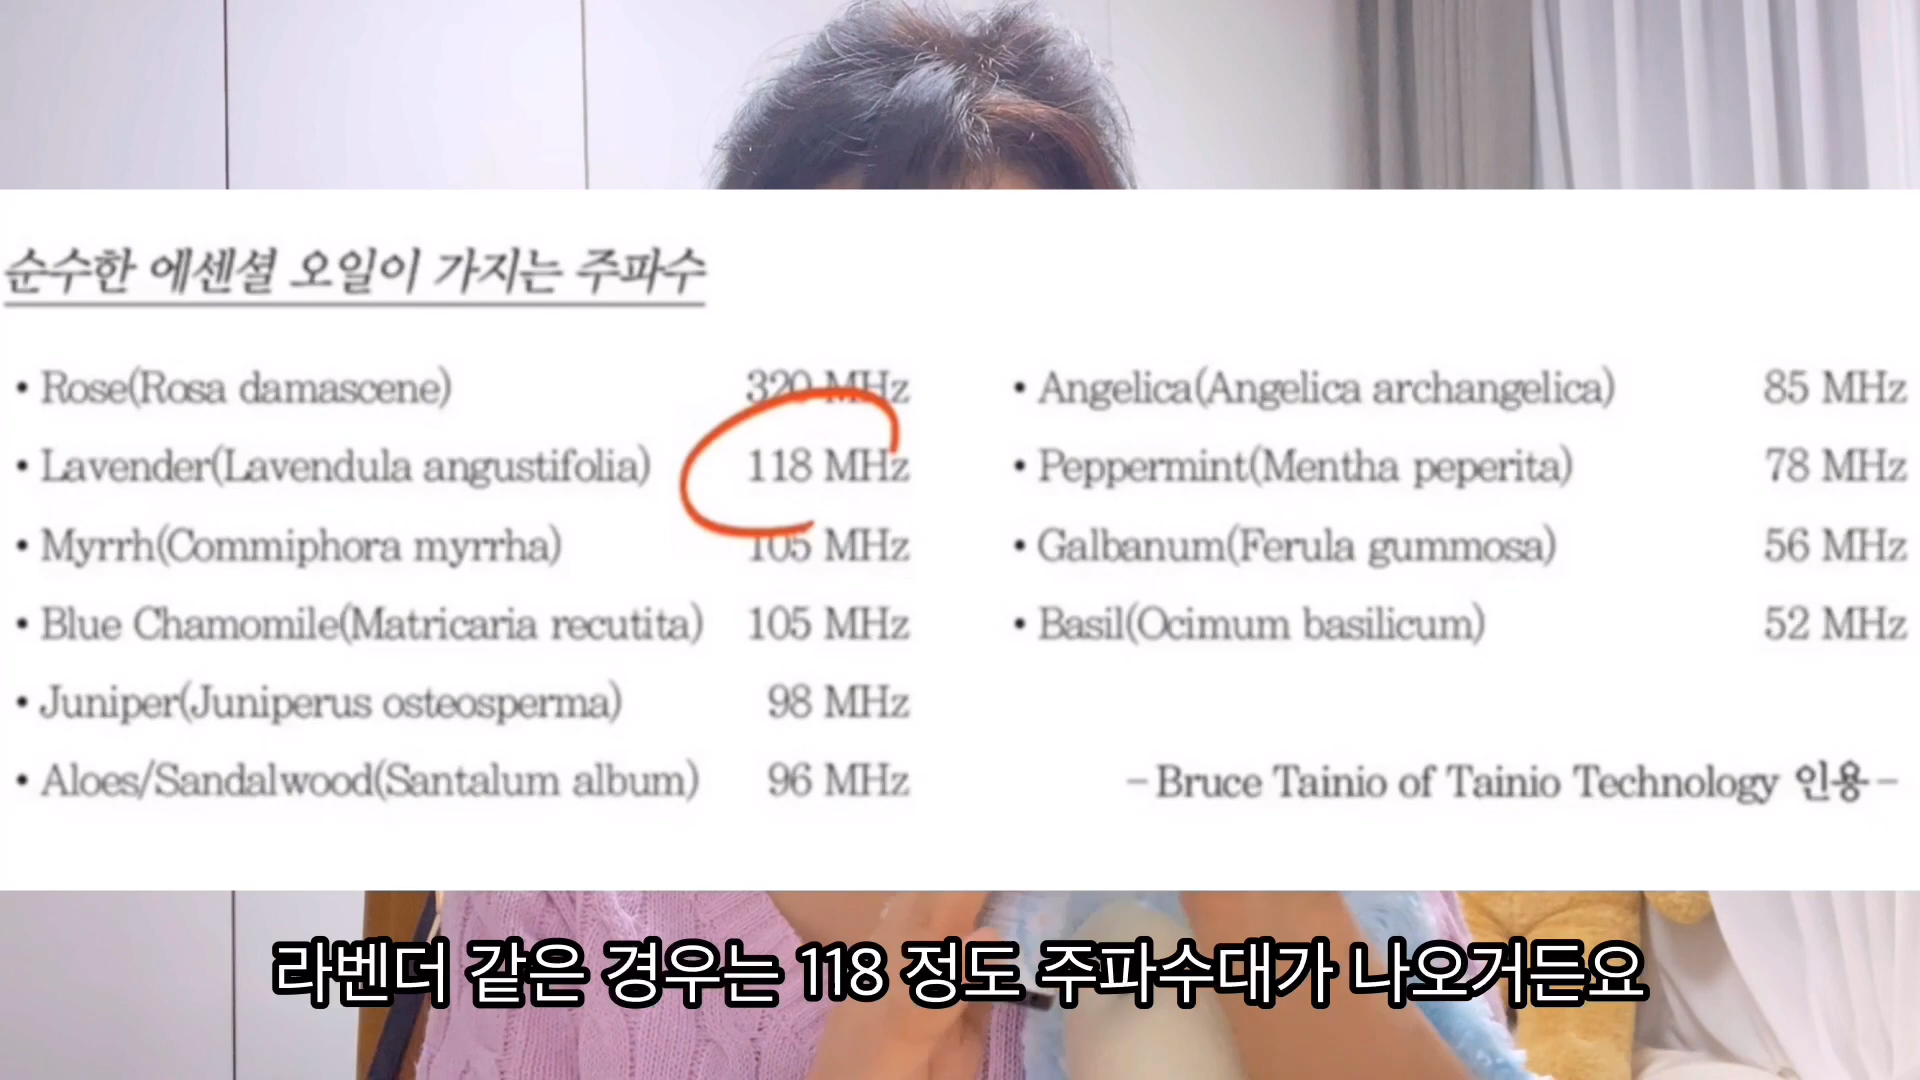 순수한 에센셜 오일이 가지는 주파수
• Rose(Rosa damascene) 320 MHz
• Lavender(Lavendula angustifolia) 118 MHz
• Myrrh(Commiphora myrrha) 105 MHz
• Blue Chamomile(Matricaria recutita) 105 MHz
• Juniper(Juniperus osteosperma) 98 MHz
• Aloes/Sandalwood(Santalum album) 96 MHz
• Angelica(Angelica archangelica) 85 MHz
• Peppermint(Mentha peperita) 78 MHz
• Galbanum(Ferula gummosa) 56 MHz
• Basil(Ocimum basilicum) 52 MHz
– Bruce Tainio of Tainio Technology 인용 –
라벤더 같은 경우는 118 정도 주파수대가 나오거든요